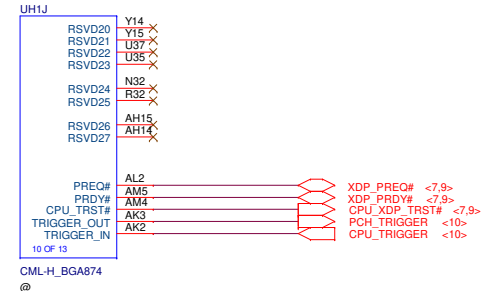 UH1J
RSVD20 Y14
RSVD21 Y15
RSVD22 U37
RSVD23 U35
RSVD24 N32
RSVD25 R32
RSVD26 AH15
RSVD27 AH14
PREQ# AL2 XDP_PREQ# <7,9>
PRDY# AM5 XDP_PRDY# <7,9>
CPU_TRST# AM4 CPU_XDP_TRST# <7,9>
TRIGGER_OUT AK3 PCH_TRIGGER <10>
TRIGGER_IN AK2 CPU_TRIGGER <10>
10 OF 13
CML-H_BGA874
@